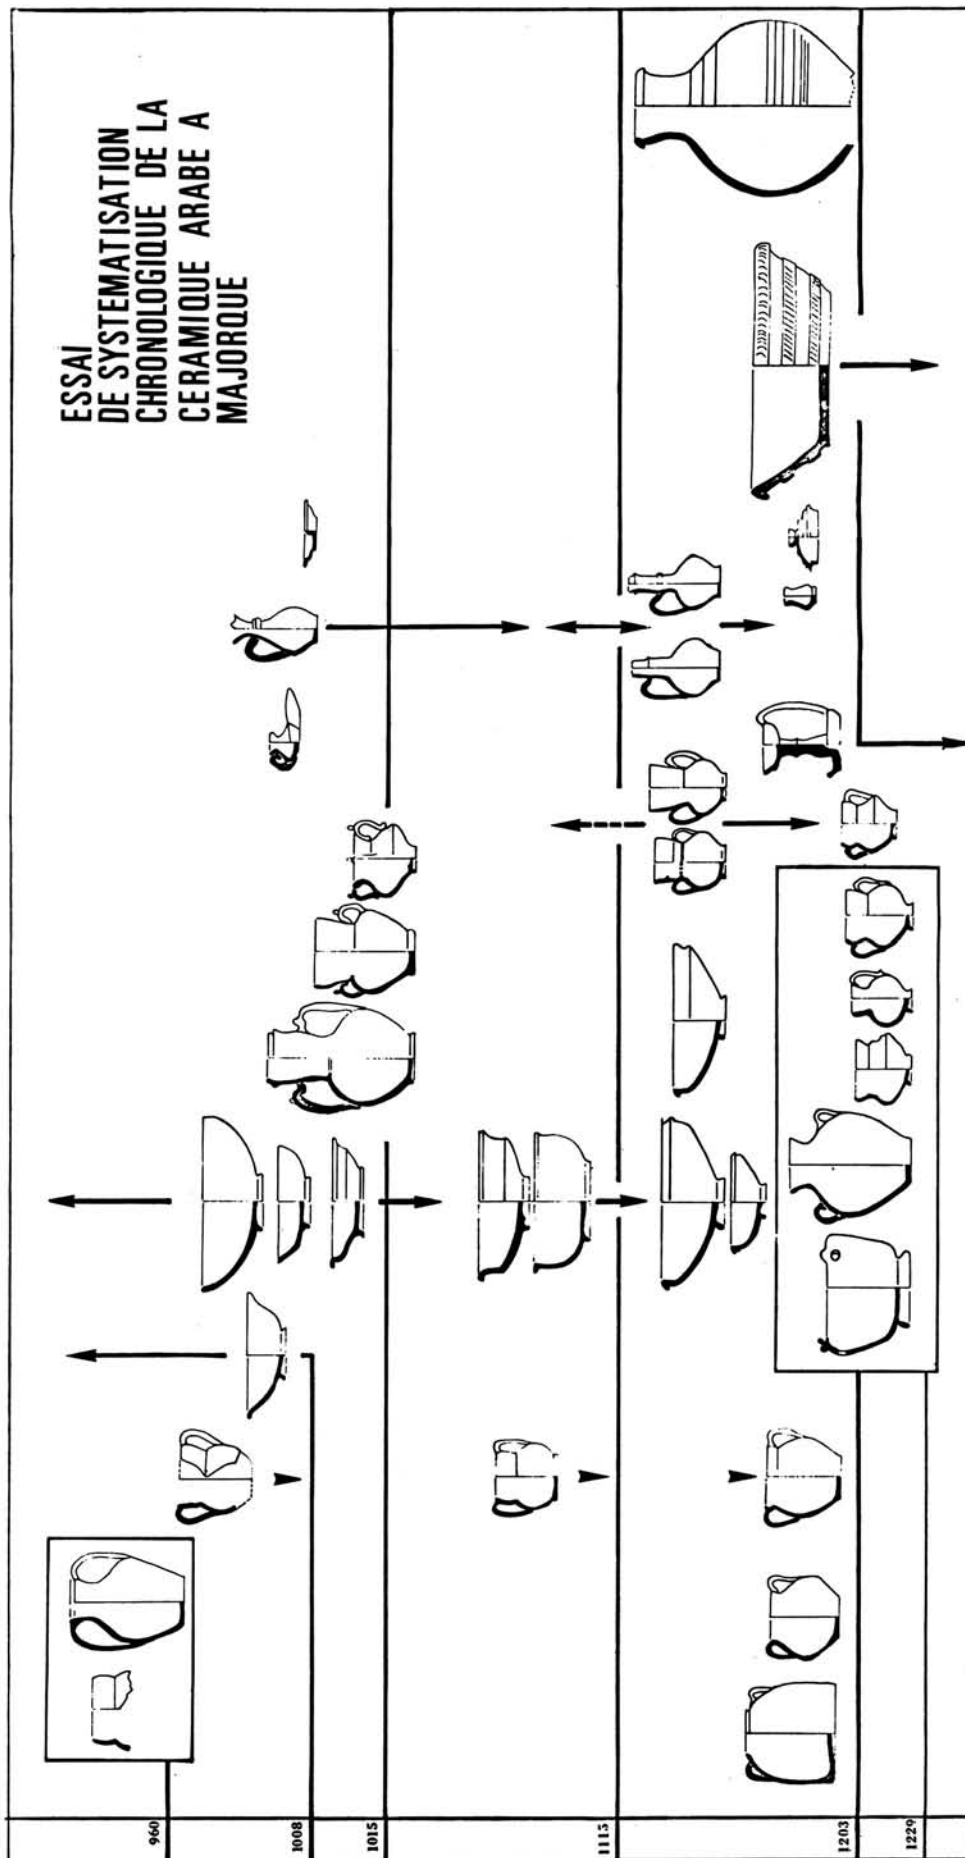 ESSAI
DE SYSTEMATISATION
CHRONOLOGIQUE DE LA
CERAMIQUE ARABE A
MAJORQUE
960
1008
1015
1115
1203
1229